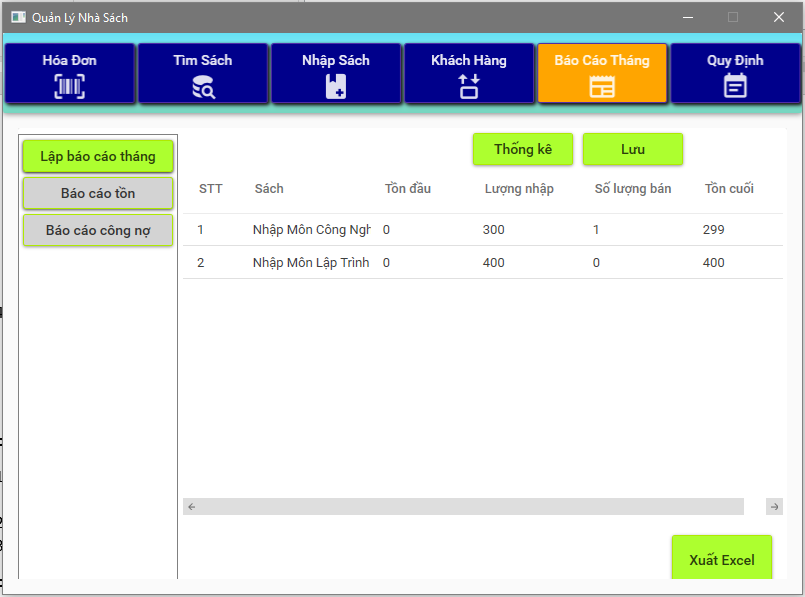 Quản Lý Nhà Sách
Hóa Đơn
Tìm Sách
Nhập Sách
Khách Hàng
Báo Cáo Tháng
Quy Định
Lập báo cáo tháng
Báo cáo tồn
Báo cáo công nợ
Thống kê
Lưu
STT Sách Tồn đầu Lượng nhập Số lượng bán Tồn cuối
1 Nhập Môn Công Ngh 0 300 1 299
2 Nhập Môn Lập Trình 0 400 0 400
Xuất Excel